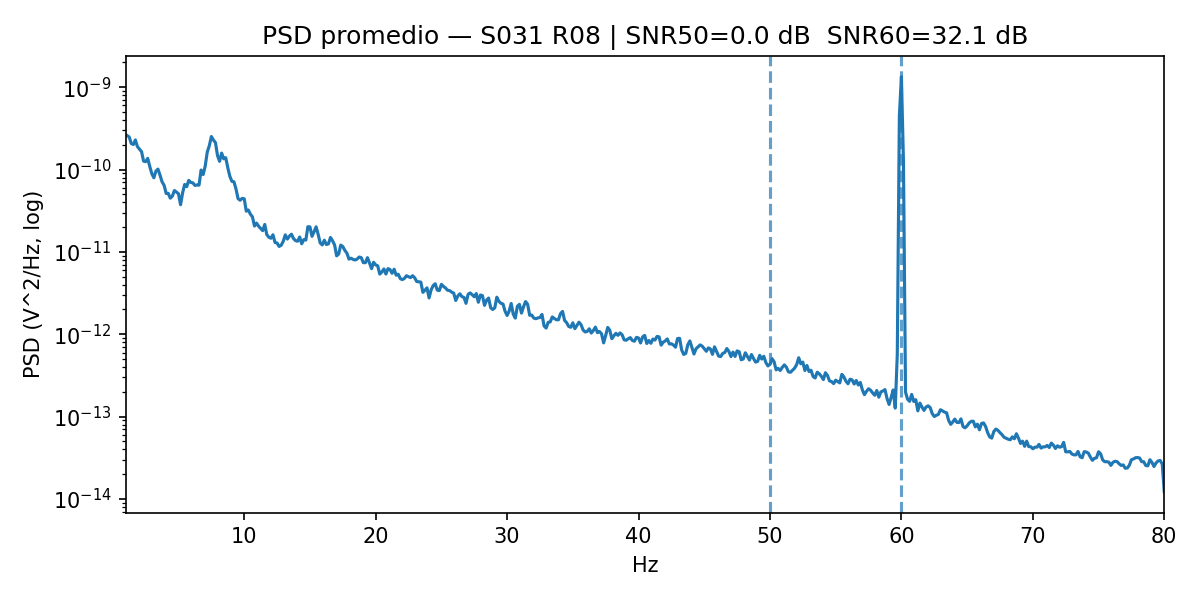 PSD promedio — S031 R08 | SNR50=0.0 dB  SNR60=32.1 dB
PSD (V^2/Hz, log)
10⁻⁹
10⁻¹⁰
10⁻¹¹
10⁻¹²
10⁻¹³
10⁻¹⁴
10 20 30 40 50 60 70 80
Hz